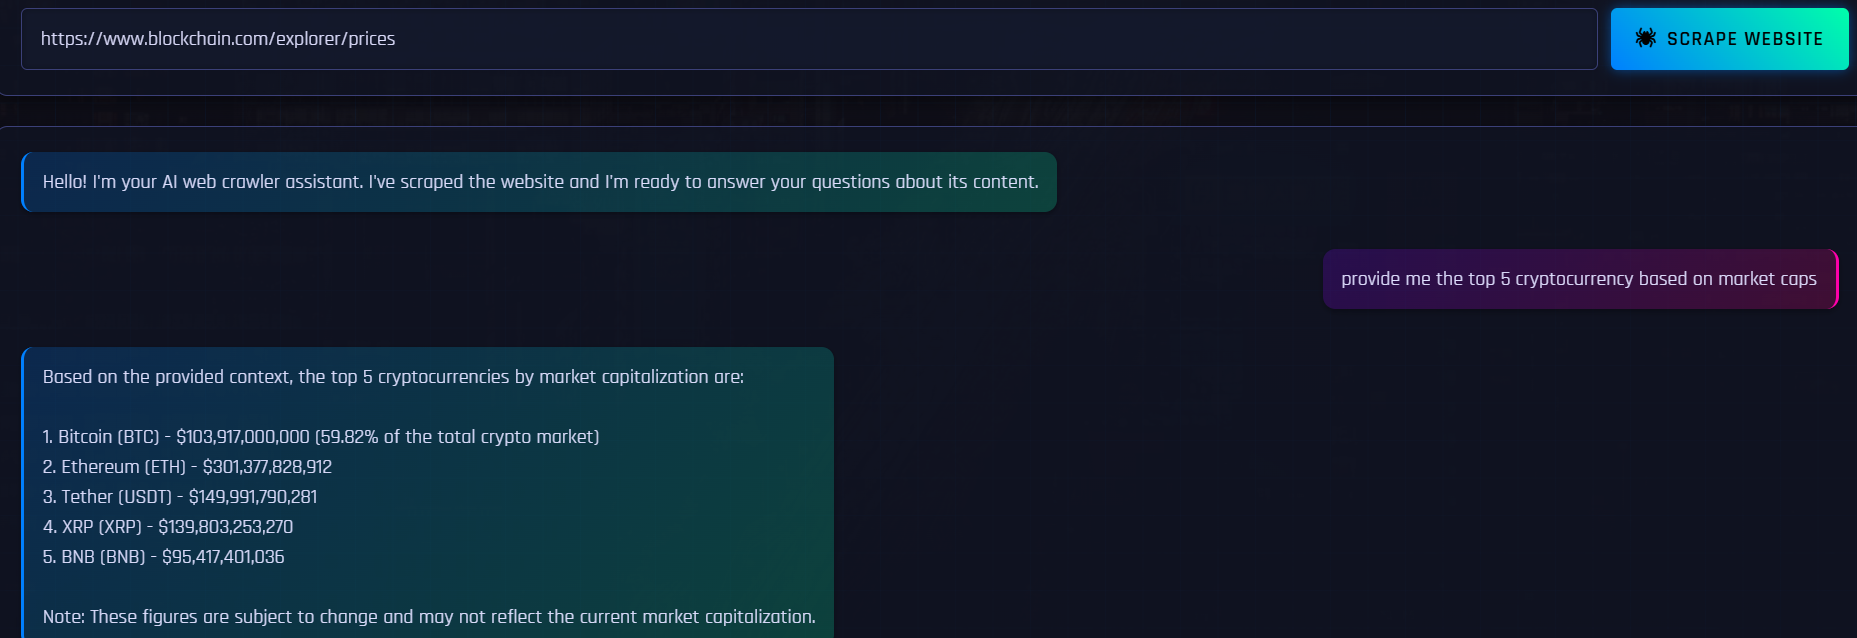 https://www.blockchain.com/explorer/prices
SCRAPE WEBSITE
Hello! I'm your AI web crawler assistant. I've scraped the website and I'm ready to answer your questions about its content.
provide me the top 5 cryptocurrency based on market caps
Based on the provided context, the top 5 cryptocurrencies by market capitalization are:
1. Bitcoin (BTC) - $103,917,000,000 (59.82% of the total crypto market)
2. Ethereum (ETH) - $301,377,828,912
3. Tether (USDT) - $149,991,790,281
4. XRP (XRP) - $139,803,253,270
5. BNB (BNB) - $95,417,401,036
Note: These figures are subject to change and may not reflect the current market capitalization.